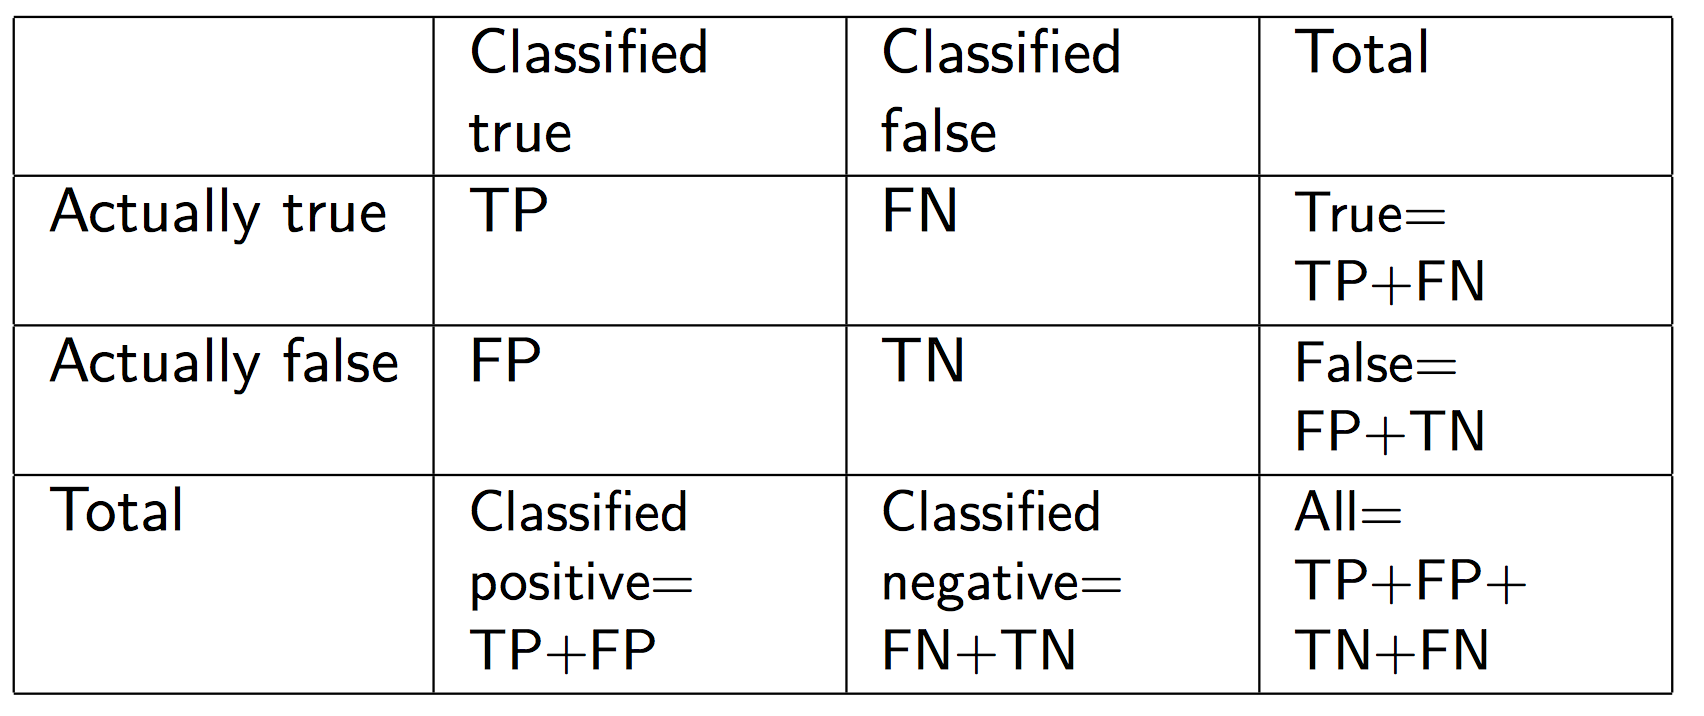 Classified true
Classified false
Total
Actually true
TP
FN
True=
TP+FN
Actually false
FP
TN
False=
FP+TN
Total
Classified
positive=
TP+FP
Classified
negative=
FN+TN
All=
TP+FP+
TN+FN